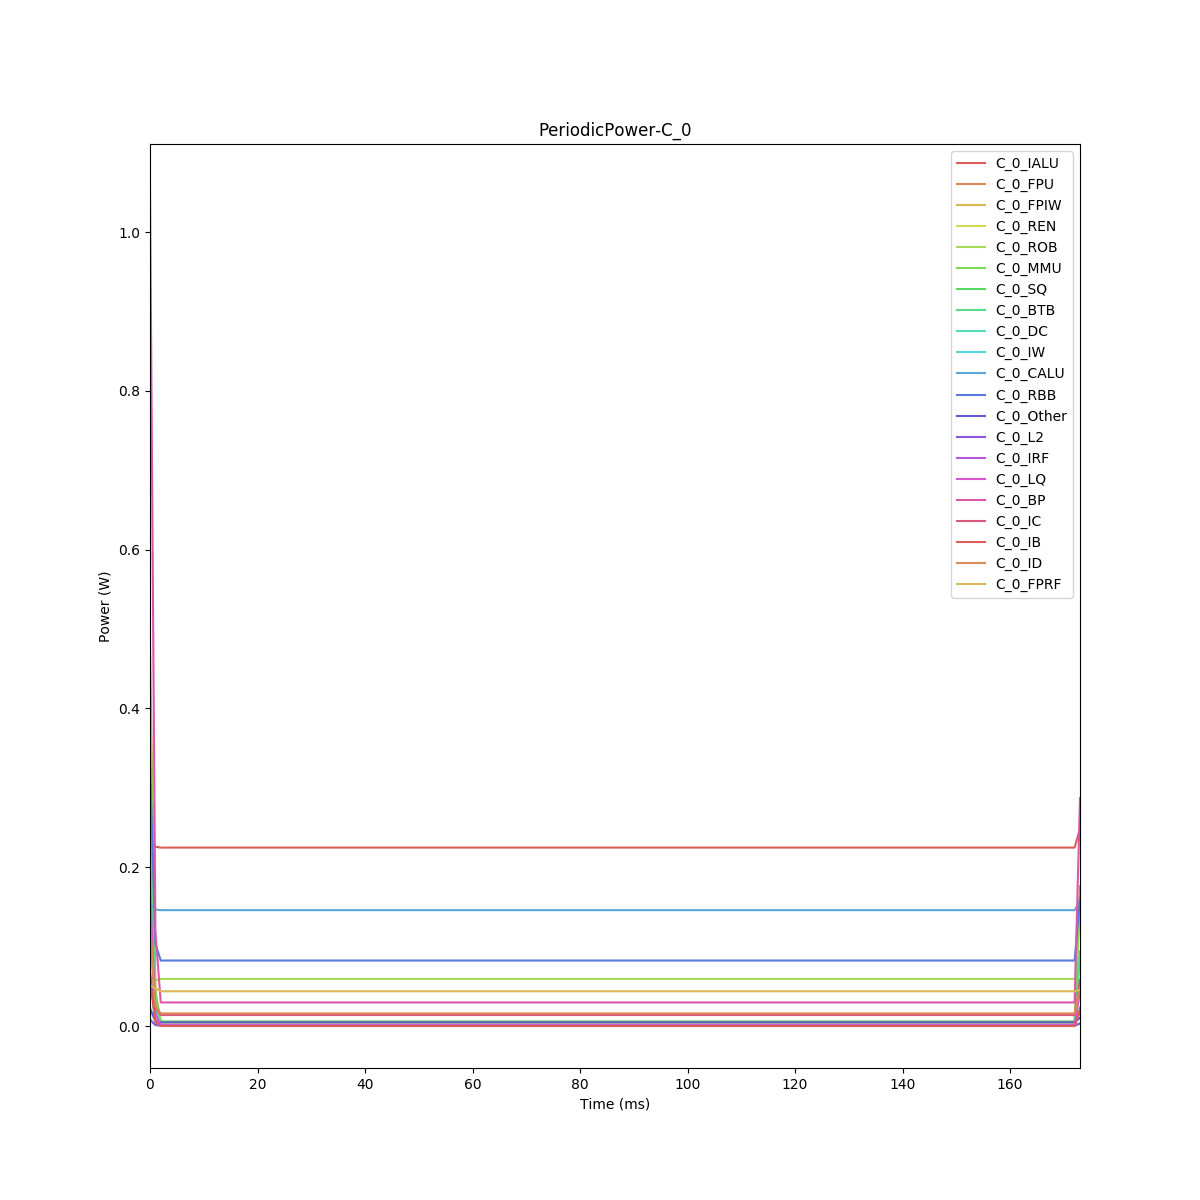 PeriodicPower-C_0
C_0_IALU
C_0_FPU
C_0_FPIW
C_0_REN
C_0_ROB
C_0_MMU
C_0_SQ
C_0_BTB
C_0_DC
C_0_IW
C_0_CALU
C_0_RBB
C_0_Other
C_0_L2
C_0_IRF
C_0_LQ
C_0_BP
C_0_IC
C_0_IB
C_0_ID
C_0_FPRF
1.0
0.8
0.6
0.4
0.2
0.0
Power (W)
0 20 40 60 80 100 120 140 160
Time (ms)